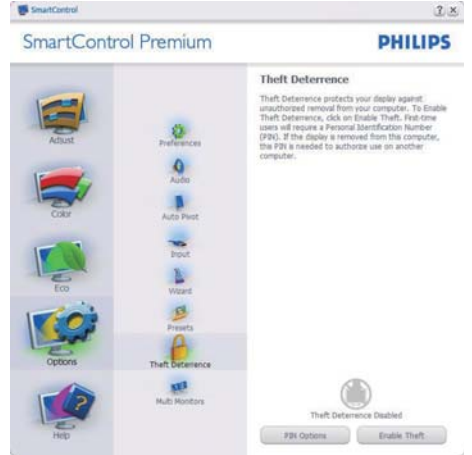 SmartControl
SmartControl Premium
PHILIPS
Adjust
Color
Eco
Options
Help
Preferences
Audio
Auto Pivot
Input
Wizard
Presets
Theft Deterrence
Multi Monitors
Theft Deterrence
Theft Deterrence protects your display against
unauthorized removal from your computer. To Enable
Theft Deterrence, click on Enable Theft. First-time
users will require a Personal Identification Number
(PIN). If the display is removed from this computer,
the PIN is needed to authorize use on another
computer.
Theft Deterrence Disabled
PIN Options
Enable Theft